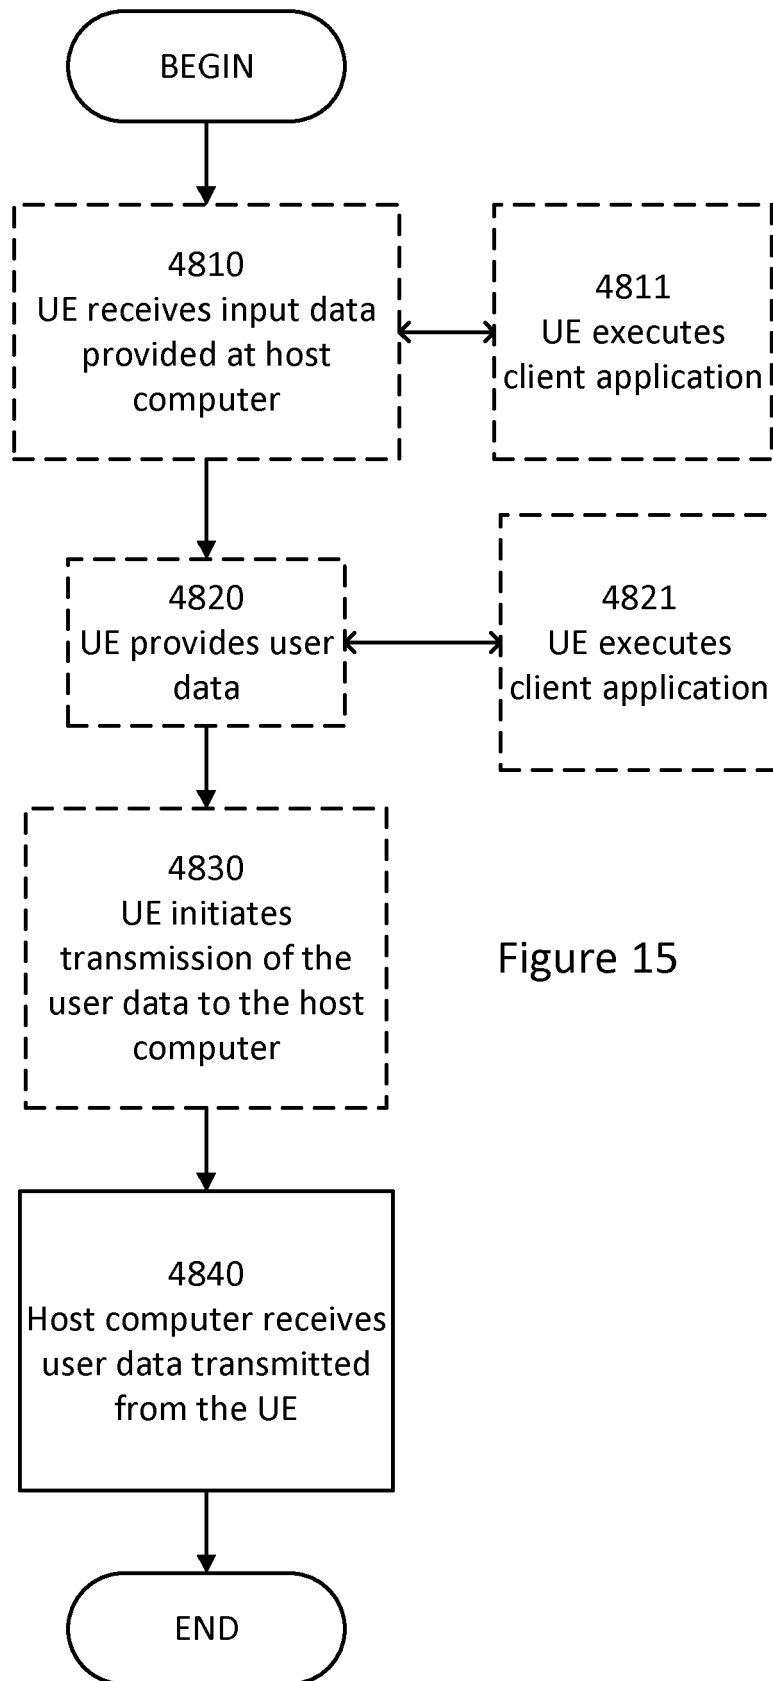 BEGIN
4810
UE receives input data
provided at host
computer
4811
UE executes
client application
4820
UE provides user
data
4821
UE executes
client application
4830
UE initiates
transmission of the
user data to the host
computer
Figure 15
4840
Host computer receives
user data transmitted
from the UE
END